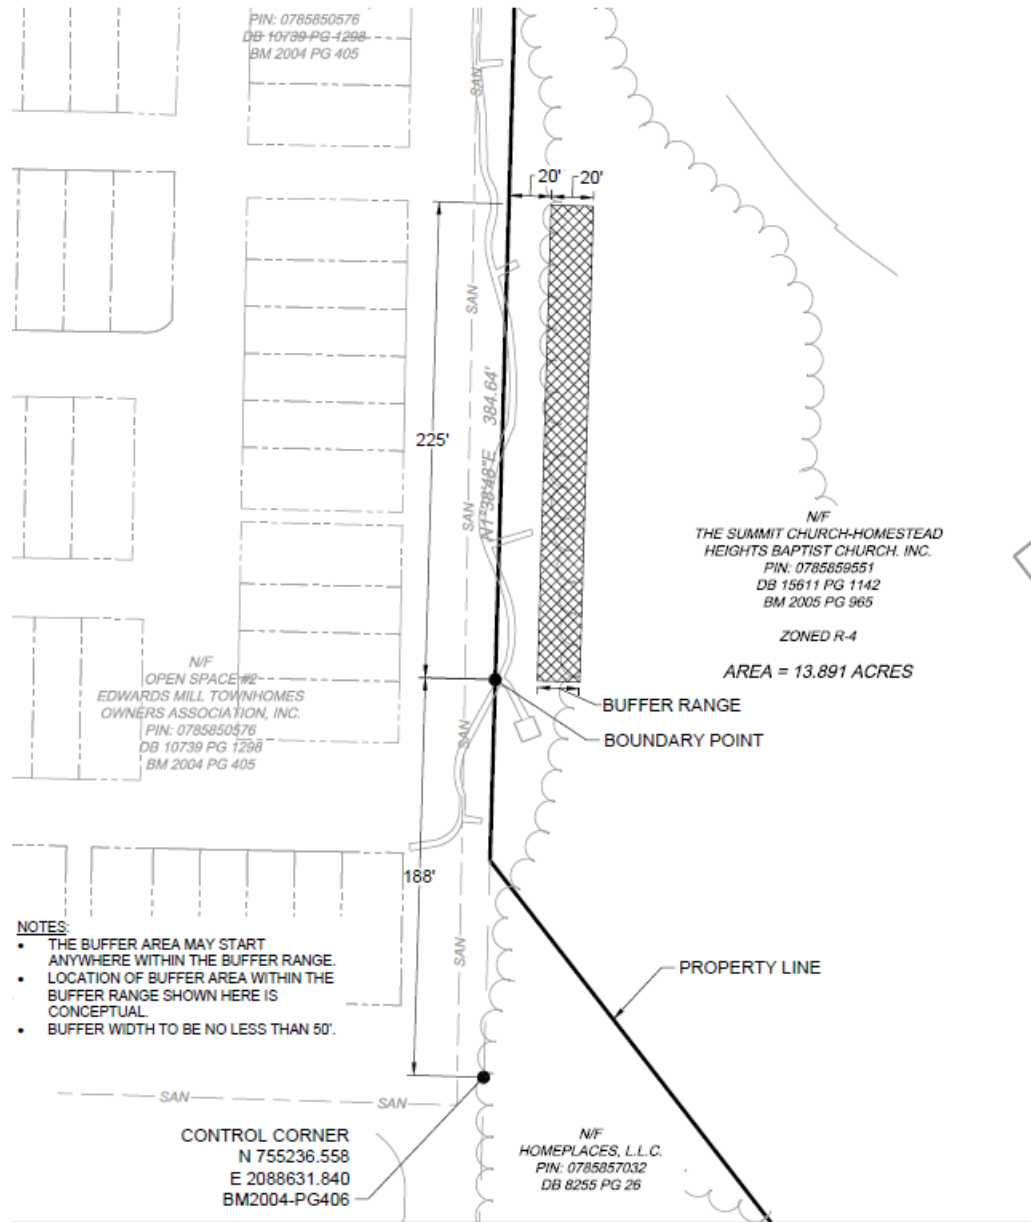 PIN: 0785850576
DB 10739 PG 1298
BM 2004 PG 405
SAN
20'
20'
SAN
N1°38'48"E 384.64'
225'
SAN
N/F
THE SUMMIT CHURCH-HOMESTEAD
HEIGHTS BAPTIST CHURCH. INC.
PIN: 0785859551
DB 15611 PG 1142
BM 2005 PG 965
ZONED R-4
AREA = 13.891 ACRES
N/F
OPEN SPACE #2
EDWARDS MILL TOWNHOMES
OWNERS ASSOCIATION, INC.
PIN: 0785850576
DB 10739 PG 1298
BM 2004 PG 405
BUFFER RANGE
BOUNDARY POINT
SAN
188'
NOTES:
• THE BUFFER AREA MAY START
ANYWHERE WITHIN THE BUFFER RANGE.
• LOCATION OF BUFFER AREA WITHIN THE
BUFFER RANGE SHOWN HERE IS
CONCEPTUAL.
• BUFFER WIDTH TO BE NO LESS THAN 50'.
SAN
PROPERTY LINE
SAN
SAN
CONTROL CORNER
N 755236.558
E 2088631.840
BM2004-PG406
N/F
HOMEPLACES, L.L.C.
PIN: 0785857032
DB 8255 PG 26